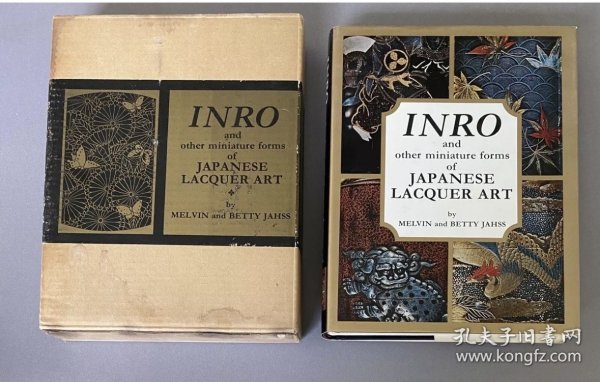 INRO
and
other miniature forms
of
JAPANESE
LACQUER ART
by
MELVIN and BETTY JAHSS
INRO
and
other miniature forms
of
JAPANESE
LACQUER ART
by
MELVIN and BETTY JAHSS
孔夫子旧书网
www.kongfz.com